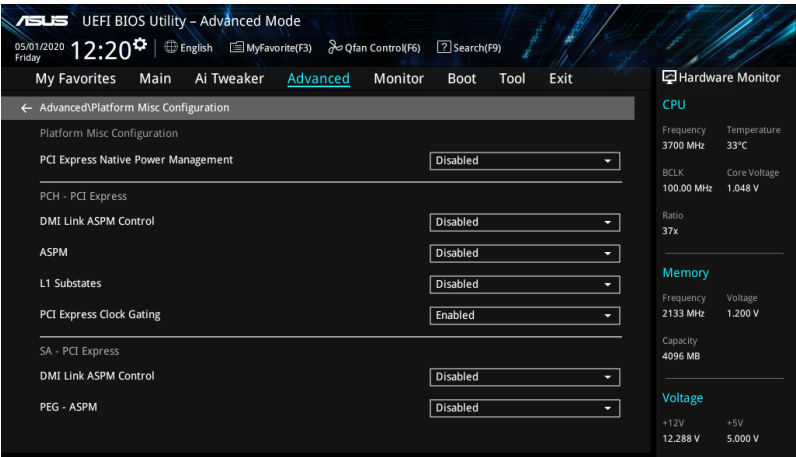 ASUS UEFI BIOS Utility – Advanced Mode
05/01/2020
Friday
12:20 English MyFavorite(F3) Qfan Control(F6) ? Search(F9)
My Favorites Main Ai Tweaker Advanced Monitor Boot Tool Exit
Hardware Monitor
← Advanced\Platform Misc Configuration
Platform Misc Configuration
PCI Express Native Power Management Disabled
PCH - PCI Express
DMI Link ASPM Control Disabled
ASPM Disabled
L1 Substates Disabled
PCI Express Clock Gating Enabled
SA - PCI Express
DMI Link ASPM Control Disabled
PEG - ASPM Disabled
CPU
Frequency Temperature
3700 MHz 33°C
BCLK Core Voltage
100.00 MHz 1.048 V
Ratio
37x
Memory
Frequency Voltage
2133 MHz 1.200 V
Capacity
4096 MB
Voltage
+12V +5V
12.288 V 5.000 V